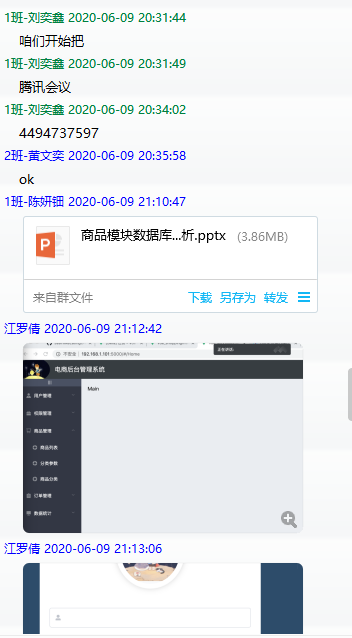 1班-刘奕鑫 2020-06-09 20:31:44
咱们开始把
1班-刘奕鑫 2020-06-09 20:31:49
腾讯会议
1班-刘奕鑫 2020-06-09 20:34:02
4494737597
2班-黄文奕 2020-06-09 20:35:58
ok
1班-陈妍钿 2020-06-09 21:10:47
商品模块数据库...析.pptx (3.86MB)
来自群文件 下载 另存为 转发
江罗倩 2020-06-09 21:12:42
电商后台管理系统
Main
用户管理
权限管理
商品管理
商品列表
分类参数
商品分类
订单管理
数据统计
江罗倩 2020-06-09 21:13:06